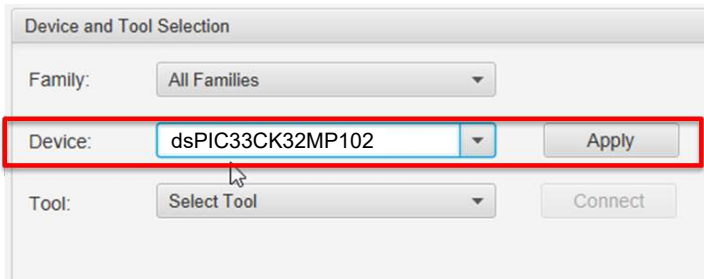 Device and Tool Selection
Family: All Families
Device: dsPIC33CK32MP102 Apply
Tool: Select Tool Connect